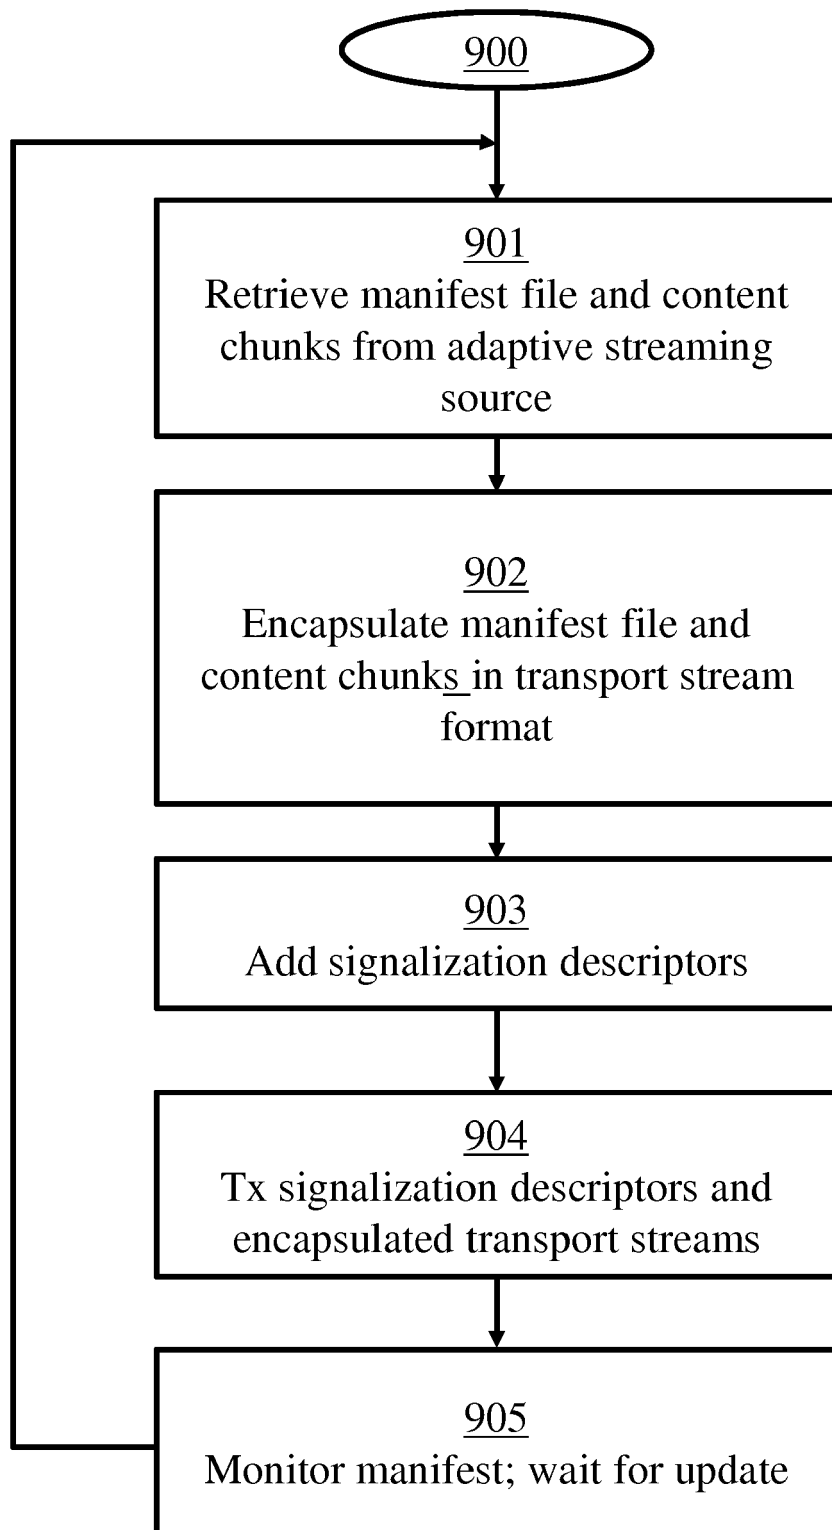 900
901
Retrieve manifest file and content
chunks from adaptive streaming
source
902
Encapsulate manifest file and
content chunks in transport stream
format
903
Add signalization descriptors
904
Tx signalization descriptors and
encapsulated transport streams
905
Monitor manifest; wait for update